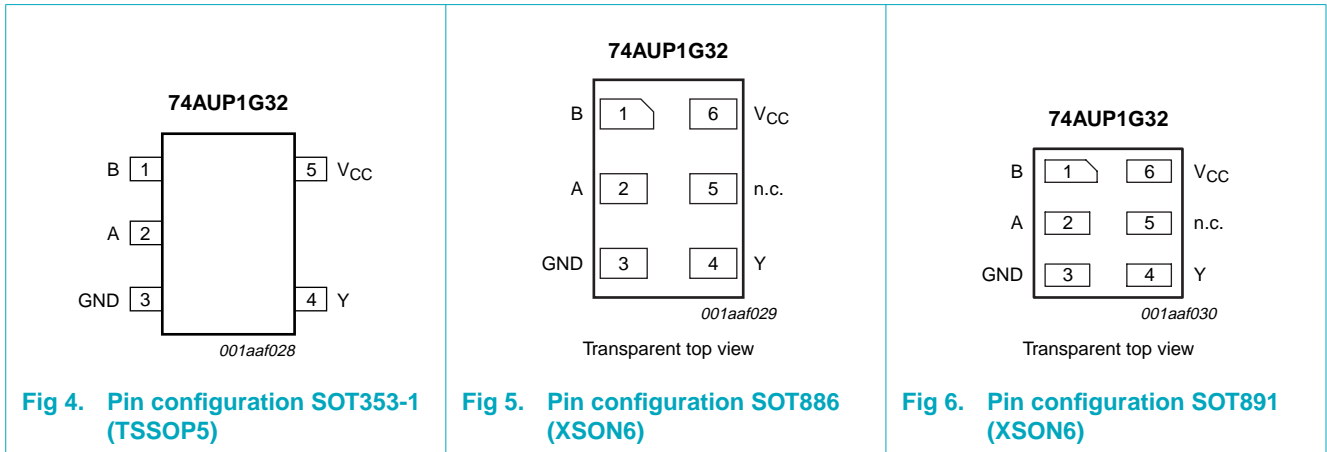 74AUP1G32
B 1 5 VCC
A 2
GND 3 4 Y
001aaf028
Fig 4. Pin configuration SOT353-1
(TSSOP5)
74AUP1G32
B 1 6 VCC
A 2 5 n.c.
GND 3 4 Y
001aaf029
Transparent top view
Fig 5. Pin configuration SOT886
(XSON6)
74AUP1G32
B 1 6 VCC
A 2 5 n.c.
GND 3 4 Y
001aaf030
Transparent top view
Fig 6. Pin configuration SOT891
(XSON6)